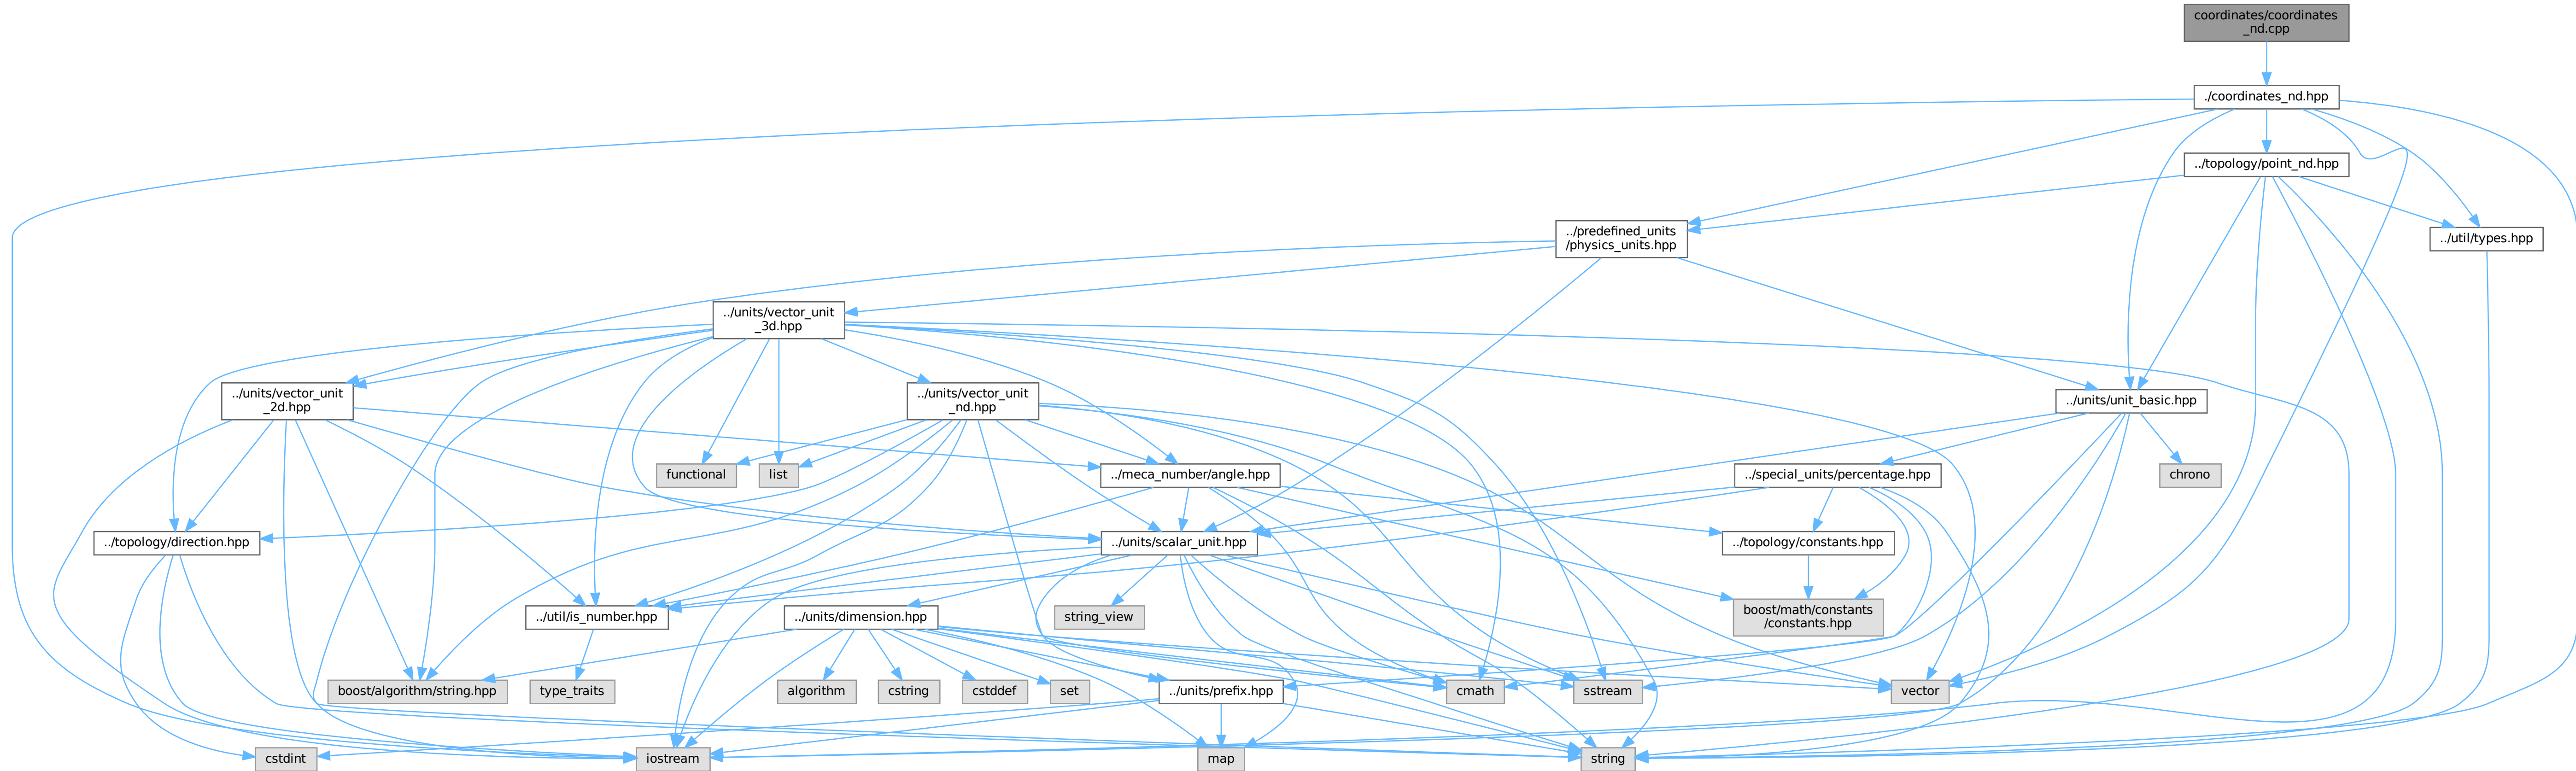 coordinates/coordinates
_nd.cpp
./coordinates_nd.hpp
../topology/point_nd.hpp
../predefined_units
/physics_units.hpp
../util/types.hpp
../units/vector_unit
_3d.hpp
../units/vector_unit
_2d.hpp
../units/vector_unit
_nd.hpp
../units/unit_basic.hpp
functional
list
../meca_number/angle.hpp
../special_units/percentage.hpp
chrono
../topology/direction.hpp
../units/scalar_unit.hpp
../topology/constants.hpp
../util/is_number.hpp
../units/dimension.hpp
string_view
boost/math/constants
/constants.hpp
boost/algorithm/string.hpp
type_traits
algorithm
cstring
cstddef
set
../units/prefix.hpp
cmath
sstream
vector
cstdint
iostream
map
string